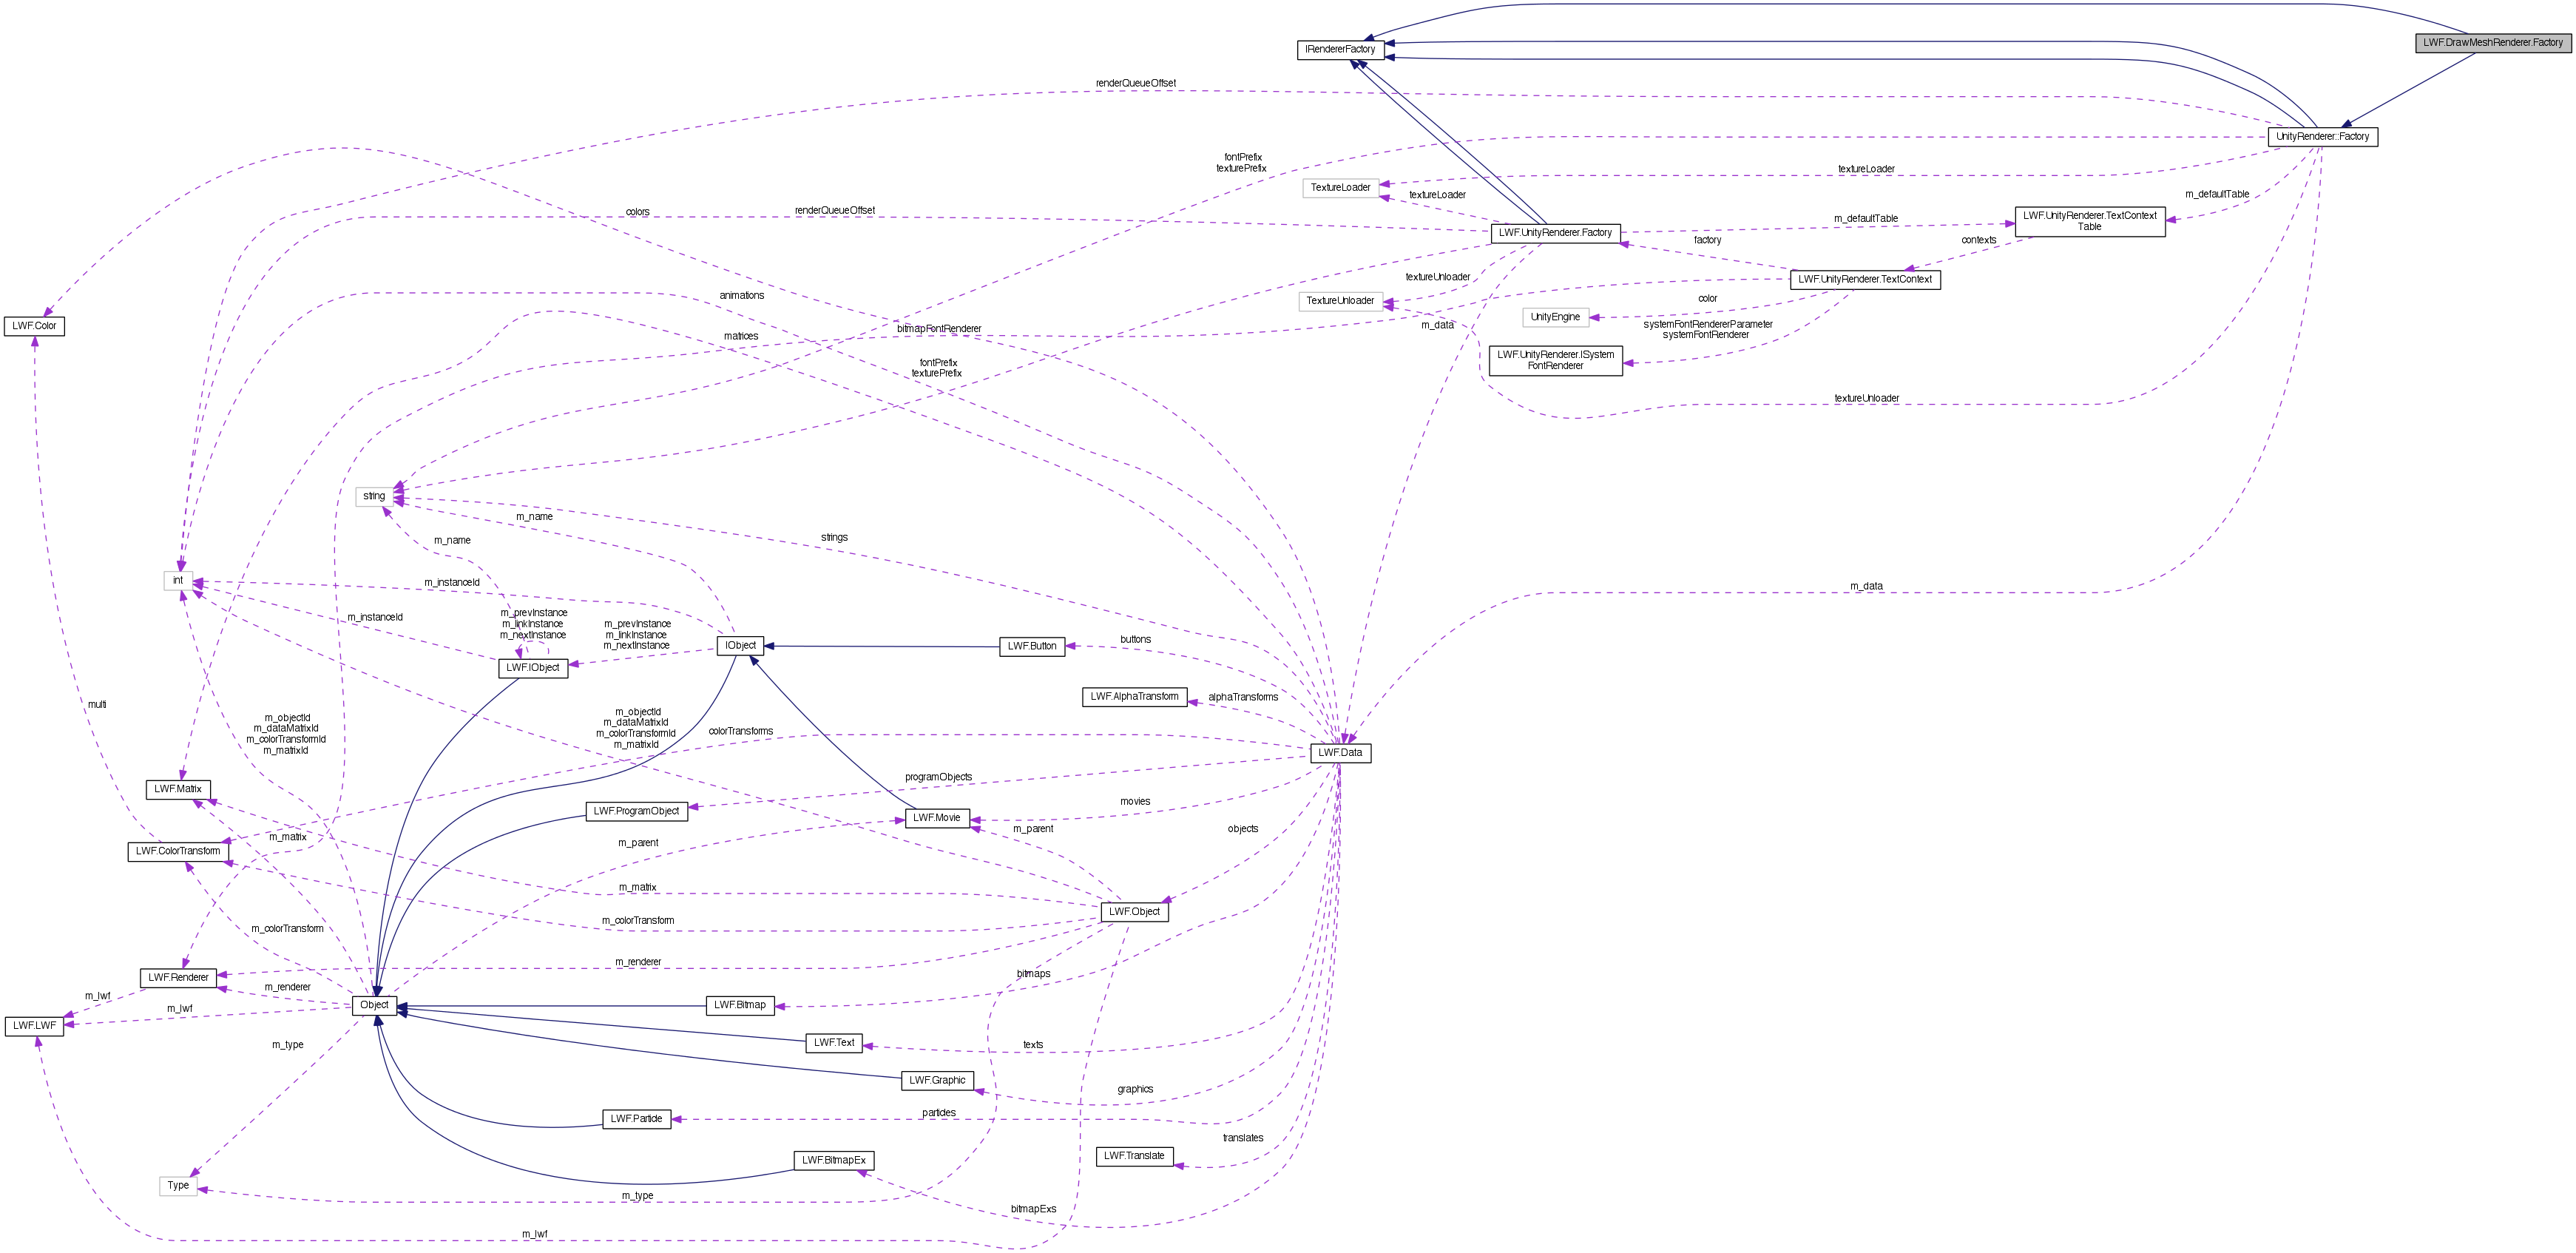 LWF.DrawMeshRenderer.Factory
IRendererFactory
renderQueueOffset
UnityRenderer::Factory
fontPrefix
texturePrefix
textureLoader
TextureLoader
textureLoader
m_defaultTable
colors
renderQueueOffset
LWF.UnityRenderer.Factory
m_defaultTable
LWF.UnityRenderer.TextContext
Table
factory
contexts
textureUnloader
LWF.UnityRenderer.TextContext
animations
TextureUnloader
color
UnityEngine
LWF.Color
matrices
bitmapFontRenderer
m_data
systemFontRendererParameter
systemFontRenderer
fontPrefix
texturePrefix
LWF.UnityRenderer.ISystem
FontRenderer
textureUnloader
string
m_name
m_name
strings
int
m_instanceId
m_data
m_instanceId
m_prevInstance
m_linkInstance
m_nextInstance
m_prevInstance
m_linkInstance
m_nextInstance
IObject
LWF.Button
buttons
LWF.IObject
multi
m_objectId
m_dataMatrixId
m_colorTransformId
m_matrixId
m_objectId
m_dataMatrixId
m_colorTransformId
m_matrixId
colorTransforms
LWF.AlphaTransform
alphaTransforms
LWF.Data
LWF.Matrix
programObjects
LWF.ProgramObject
movies
LWF.Movie
m_matrix
m_parent
m_parent
objects
LWF.ColorTransform
m_matrix
LWF.Object
m_colorTransform
m_colorTransform
m_renderer
bitmaps
LWF.Renderer
m_renderer
m_lwf
m_lwf
Object
LWF.Bitmap
LWF.LWF
m_type
LWF.Text
texts
LWF.Graphic
graphics
LWF.Particle
particles
LWF.BitmapEx
LWF.Translate
translates
Type
m_type
bitmapExs
m_lwf